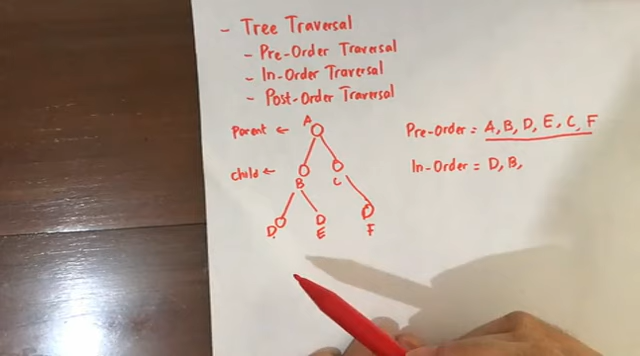 - Tree Traversal
- Pre-Order Traversal
- In-Order Traversal
- Post-Order Traversal
A
Parent ←
Pre-Order = A, B, D, E, C, F
Child ←
B
C
In-Order = D, B,
D
E
F